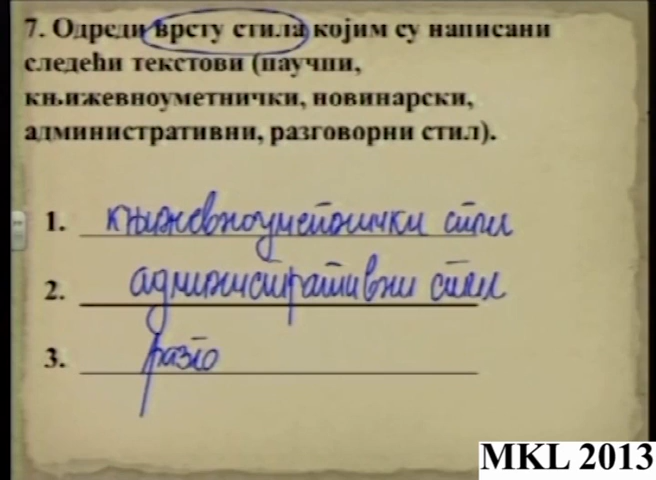 7. Одреди врсту стила којим су написани
следећи текстови (научни,
књижевноуметнички, новинарски,
административни, разговорни стил).
1. књижевноуметнички стил
2. административни стил
3. разго
MKL 2013